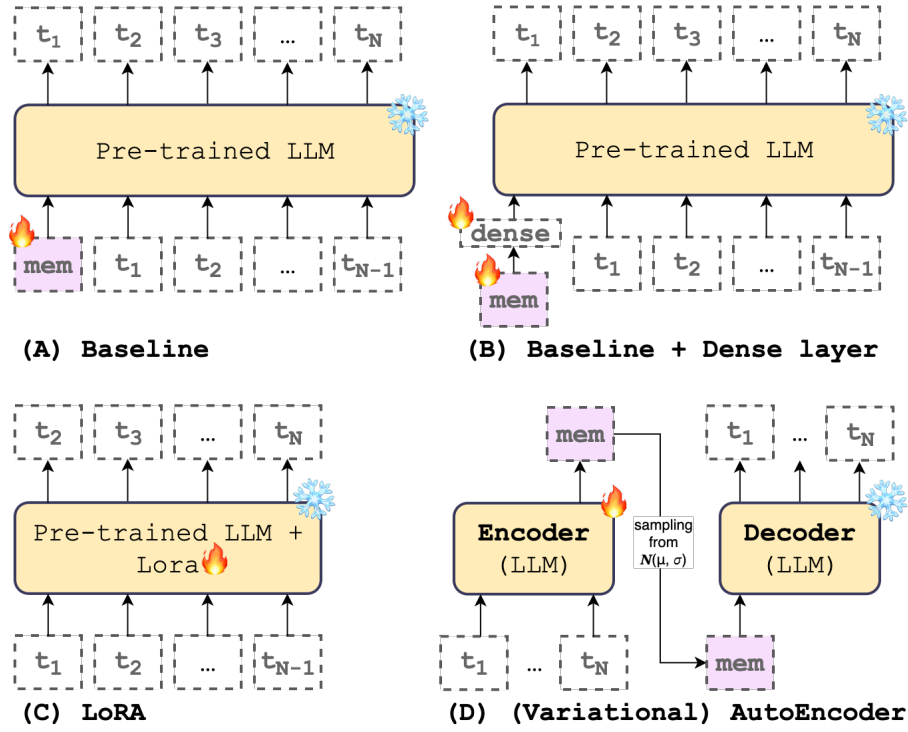 t1 t2 t3 ... tN
Pre-trained LLM
mem t1 t2 ... tN-1
(A) Baseline
t1 t2 t3 ... tN
Pre-trained LLM
dense
t1 t2 ... tN-1
mem
(B) Baseline + Dense layer
t2 t3 ... tN
Pre-trained LLM +
Lora
t1 t2 ... tN-1
(C) LoRA
mem
t1 ... tN
Encoder
(LLM)
sampling
from
N(μ, σ)
Decoder
(LLM)
t1 ... tN
mem
(D) (Variational) AutoEncoder